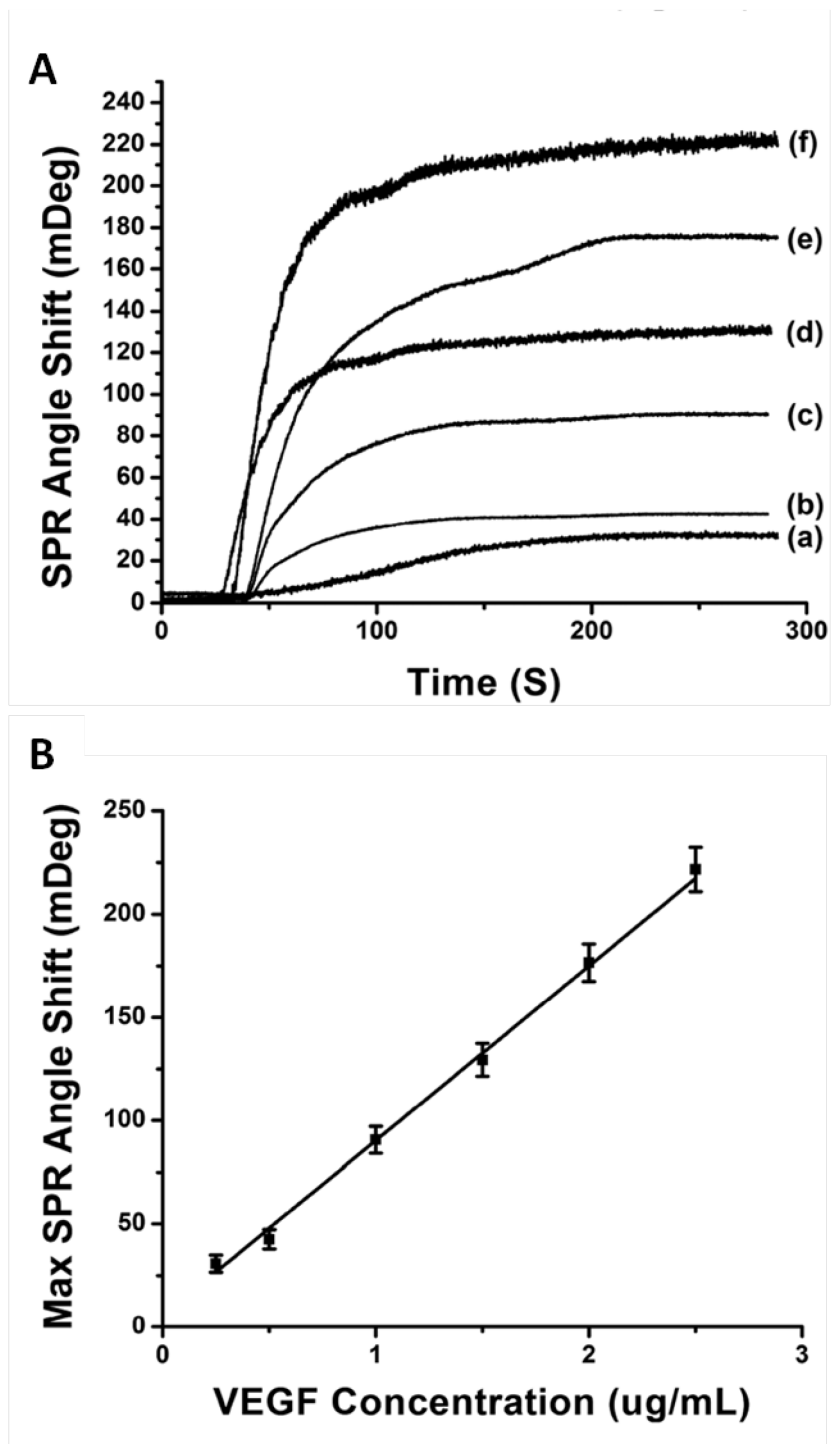 A
SPR Angle Shift (mDeg)
240
220
200
180
160
140
120
100
80
60
40
20
0
(f)
(e)
(d)
(c)
(b)
(a)
0 100 200 300
Time (S)
B
Max SPR Angle Shift (mDeg)
250
200
150
100
50
0
0 1 2 3
VEGF Concentration (ug/mL)